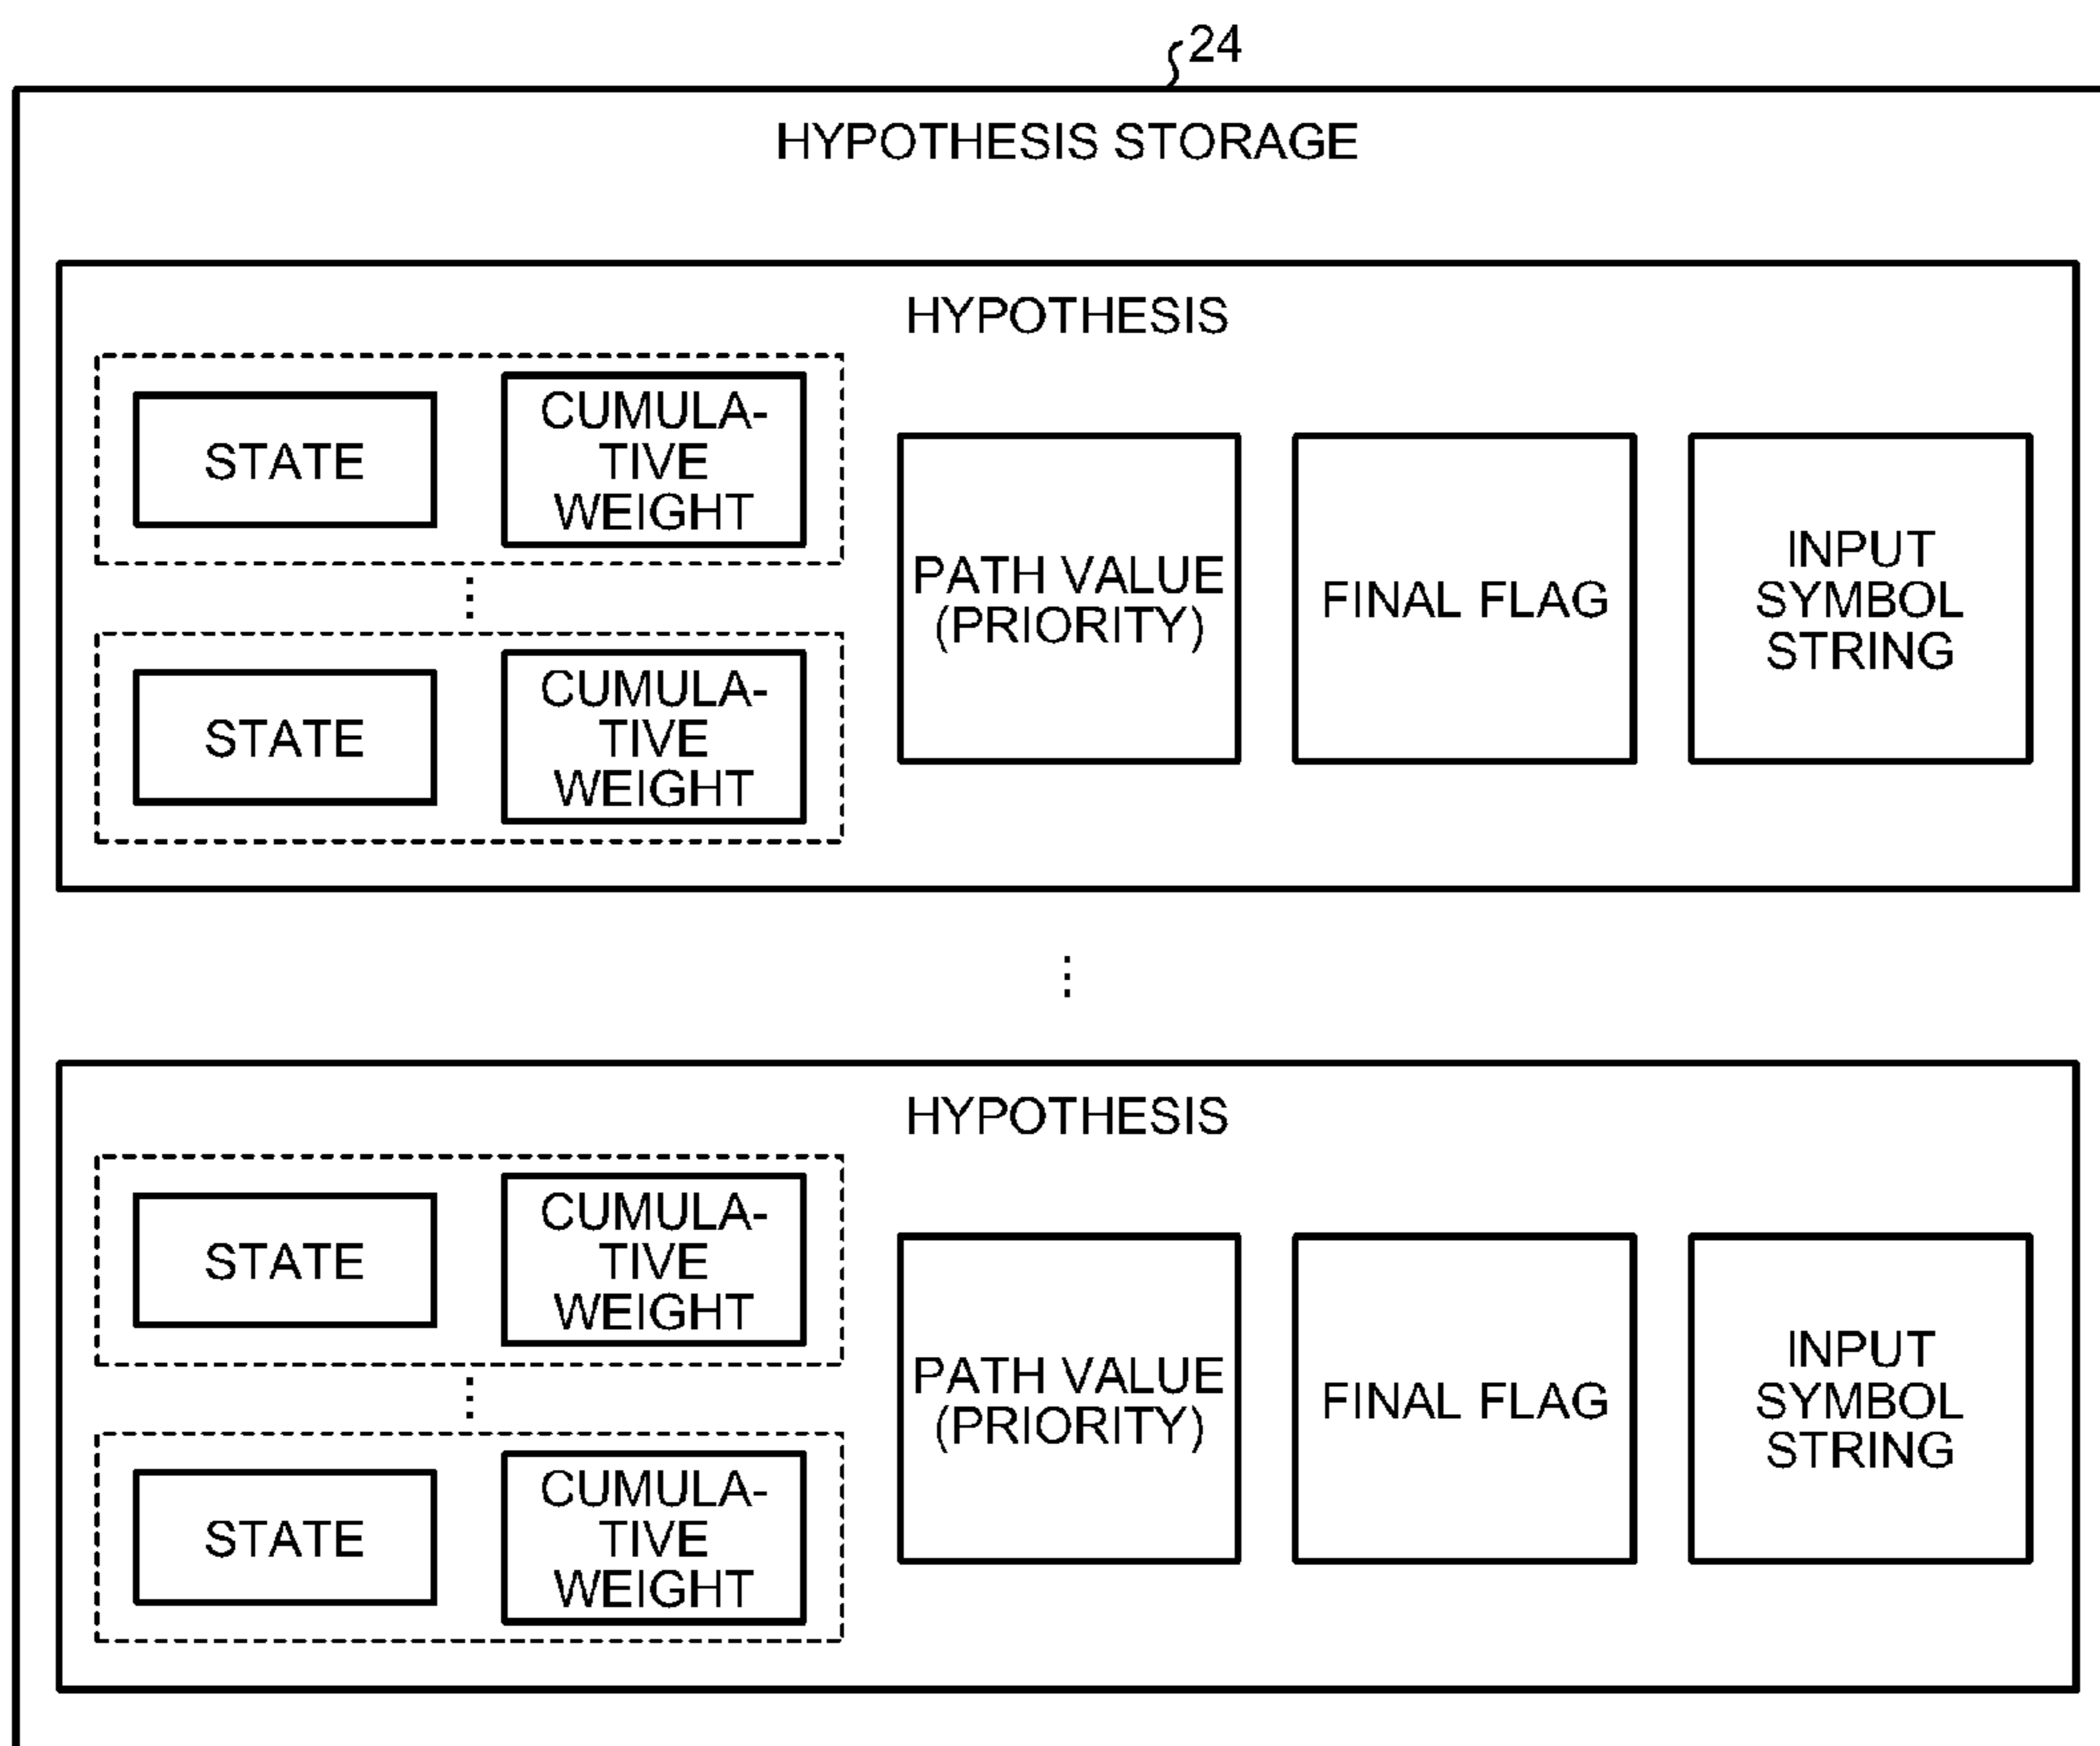 24
HYPOTHESIS STORAGE
HYPOTHESIS
STATE
CUMULA-
TIVE
WEIGHT
⋮
STATE
CUMULA-
TIVE
WEIGHT
PATH VALUE
(PRIORITY)
FINAL FLAG
INPUT
SYMBOL
STRING
⋮
HYPOTHESIS
STATE
CUMULA-
TIVE
WEIGHT
⋮
STATE
CUMULA-
TIVE
WEIGHT
PATH VALUE
(PRIORITY)
FINAL FLAG
INPUT
SYMBOL
STRING